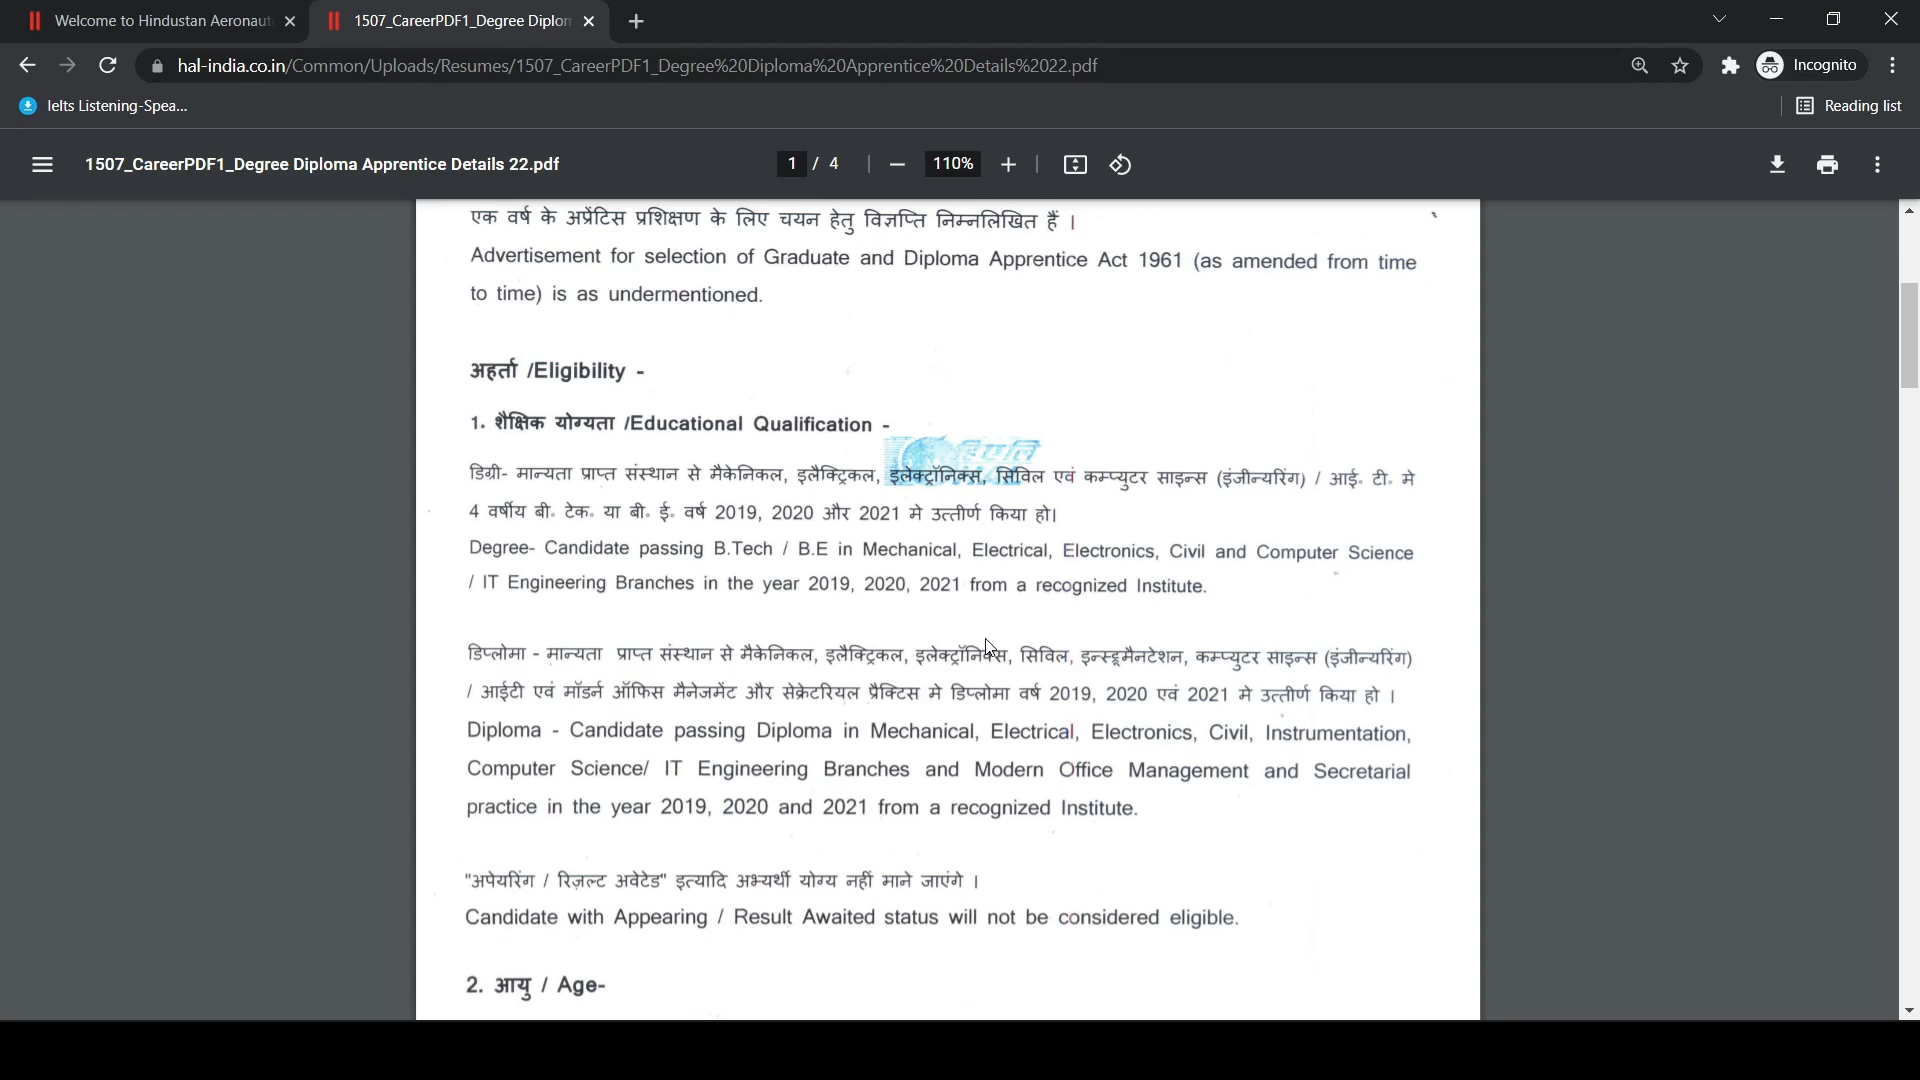 Welcome to Hindustan Aeronaut
1507_CareerPDF1_Degree Diplom
hal-india.co.in/Common/Uploads/Resumes/1507_CareerPDF1_Degree%20Diploma%20Apprentice%20Details%2022.pdf
Incognito
Ielts Listening-Spea...
Reading list
1507_CareerPDF1_Degree Diploma Apprentice Details 22.pdf
1 / 4
110%
एक वर्ष के अप्रेंटिस प्रशिक्षण के लिए चयन हेतु विज्ञप्ति निम्नलिखित हैं |
Advertisement for selection of Graduate and Diploma Apprentice Act 1961 (as amended from time
to time) is as undermentioned.
अहर्ता /Eligibility -
1. शैक्षिक योग्यता /Educational Qualification -
डिग्री- मान्यता प्राप्त संस्थान से मैकेनिकल, इलैक्ट्रिकल, इलेक्ट्रॉनिक्स, सिविल एवं कम्प्युटर साइन्स (इंजीन्यरिंग) / आई. टी. मे
4 वर्षीय बी. टेक. या बी. ई. वर्ष 2019, 2020 और 2021 मे उत्तीर्ण किया हो।
Degree- Candidate passing B.Tech / B.E in Mechanical, Electrical, Electronics, Civil and Computer Science
/ IT Engineering Branches in the year 2019, 2020, 2021 from a recognized Institute.
डिप्लोमा - मान्यता प्राप्त संस्थान से मैकेनिकल, इलैक्ट्रिकल, इलेक्ट्रॉनिक्स, सिविल, इन्स्ट्रूमैनटेशन, कम्प्युटर साइन्स (इंजीन्यरिंग)
/ आईटी एवं मॉडर्न ऑफिस मैनेजमेंट और सेक्रेटरियल प्रैक्टिस मे डिप्लोमा वर्ष 2019, 2020 एवं 2021 मे उत्तीर्ण किया हो |
Diploma - Candidate passing Diploma in Mechanical, Electrical, Electronics, Civil, Instrumentation,
Computer Science/ IT Engineering Branches and Modern Office Management and Secretarial
practice in the year 2019, 2020 and 2021 from a recognized Institute.
"अपेयरिंग / रिज़ल्ट अवेटेड" इत्यादि अभ्यर्थी योग्य नहीं माने जाएंगे |
Candidate with Appearing / Result Awaited status will not be considered eligible.
2. आयु / Age-